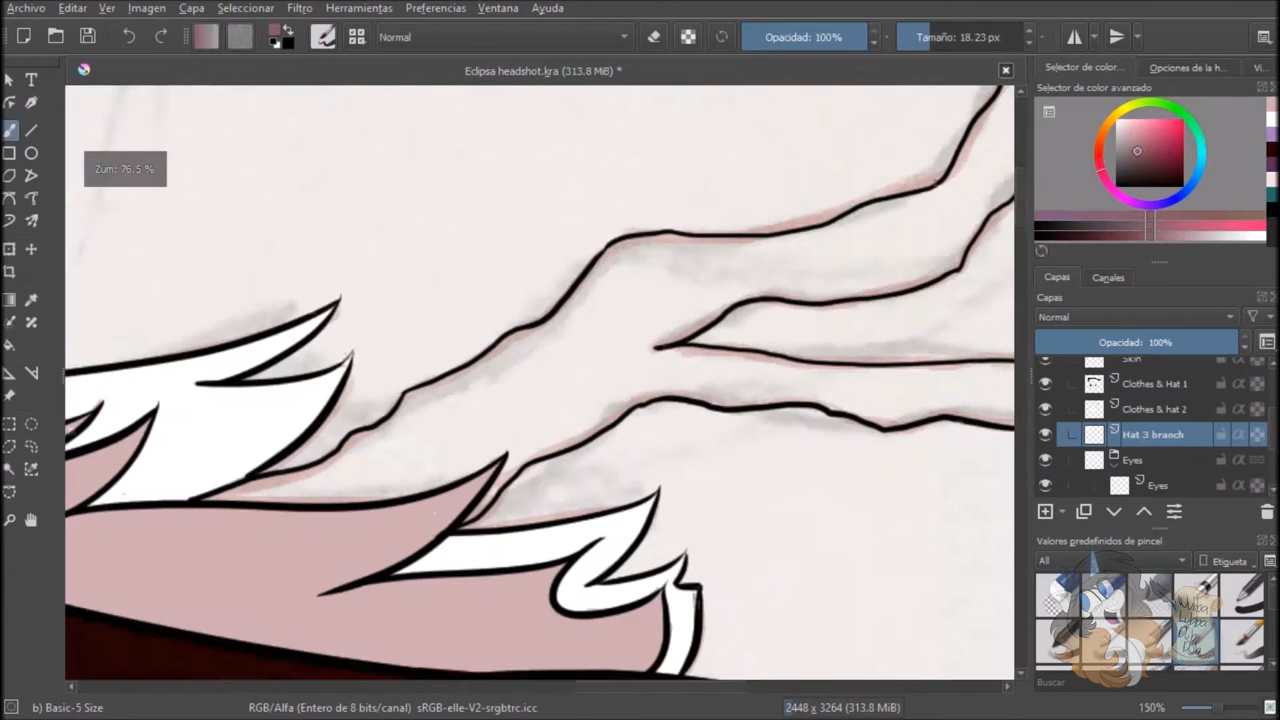 Archivo Editar Ver Imagen Capa Seleccionar Filtro Herramientas Preferencias Ventana Ayuda
Normal Opacidad: 100% Tamaño: 18.23 px
Eclipsa headshot.kra (313.8 MiB) *
Selector de color... Opciones de la h... Vi...
Selector de color avanzado
Zum: 76.5 %
Capas Canales
Capas
Normal
Opacidad: 100%
Skin
Clothes & Hat 1
Clothes & hat 2
Hat 3 branch
Eyes
Eyes
Valores predefinidos de pincel
All Etiqueta
Buscar
b) Basic-5 Size RGB/Alfa (Entero de 8 bits/canal) sRGB-elle-V2-srgbtrc.icc 2448 x 3264 (313.8 MiB) 150%